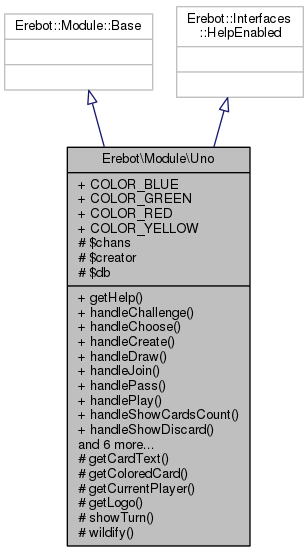 Erebot::Module::Base
Erebot::Interfaces
::HelpEnabled
Erebot\Module\Uno
+ COLOR_BLUE
+ COLOR_GREEN
+ COLOR_RED
+ COLOR_YELLOW
# $chans
# $creator
# $db
+ getHelp()
+ handleChallenge()
+ handleChoose()
+ handleCreate()
+ handleDraw()
+ handleJoin()
+ handlePass()
+ handlePlay()
+ handleShowCardsCount()
+ handleShowDiscard()
and 6 more...
# getCardText()
# getColoredCard()
# getCurrentPlayer()
# getLogo()
# showTurn()
# wildify()